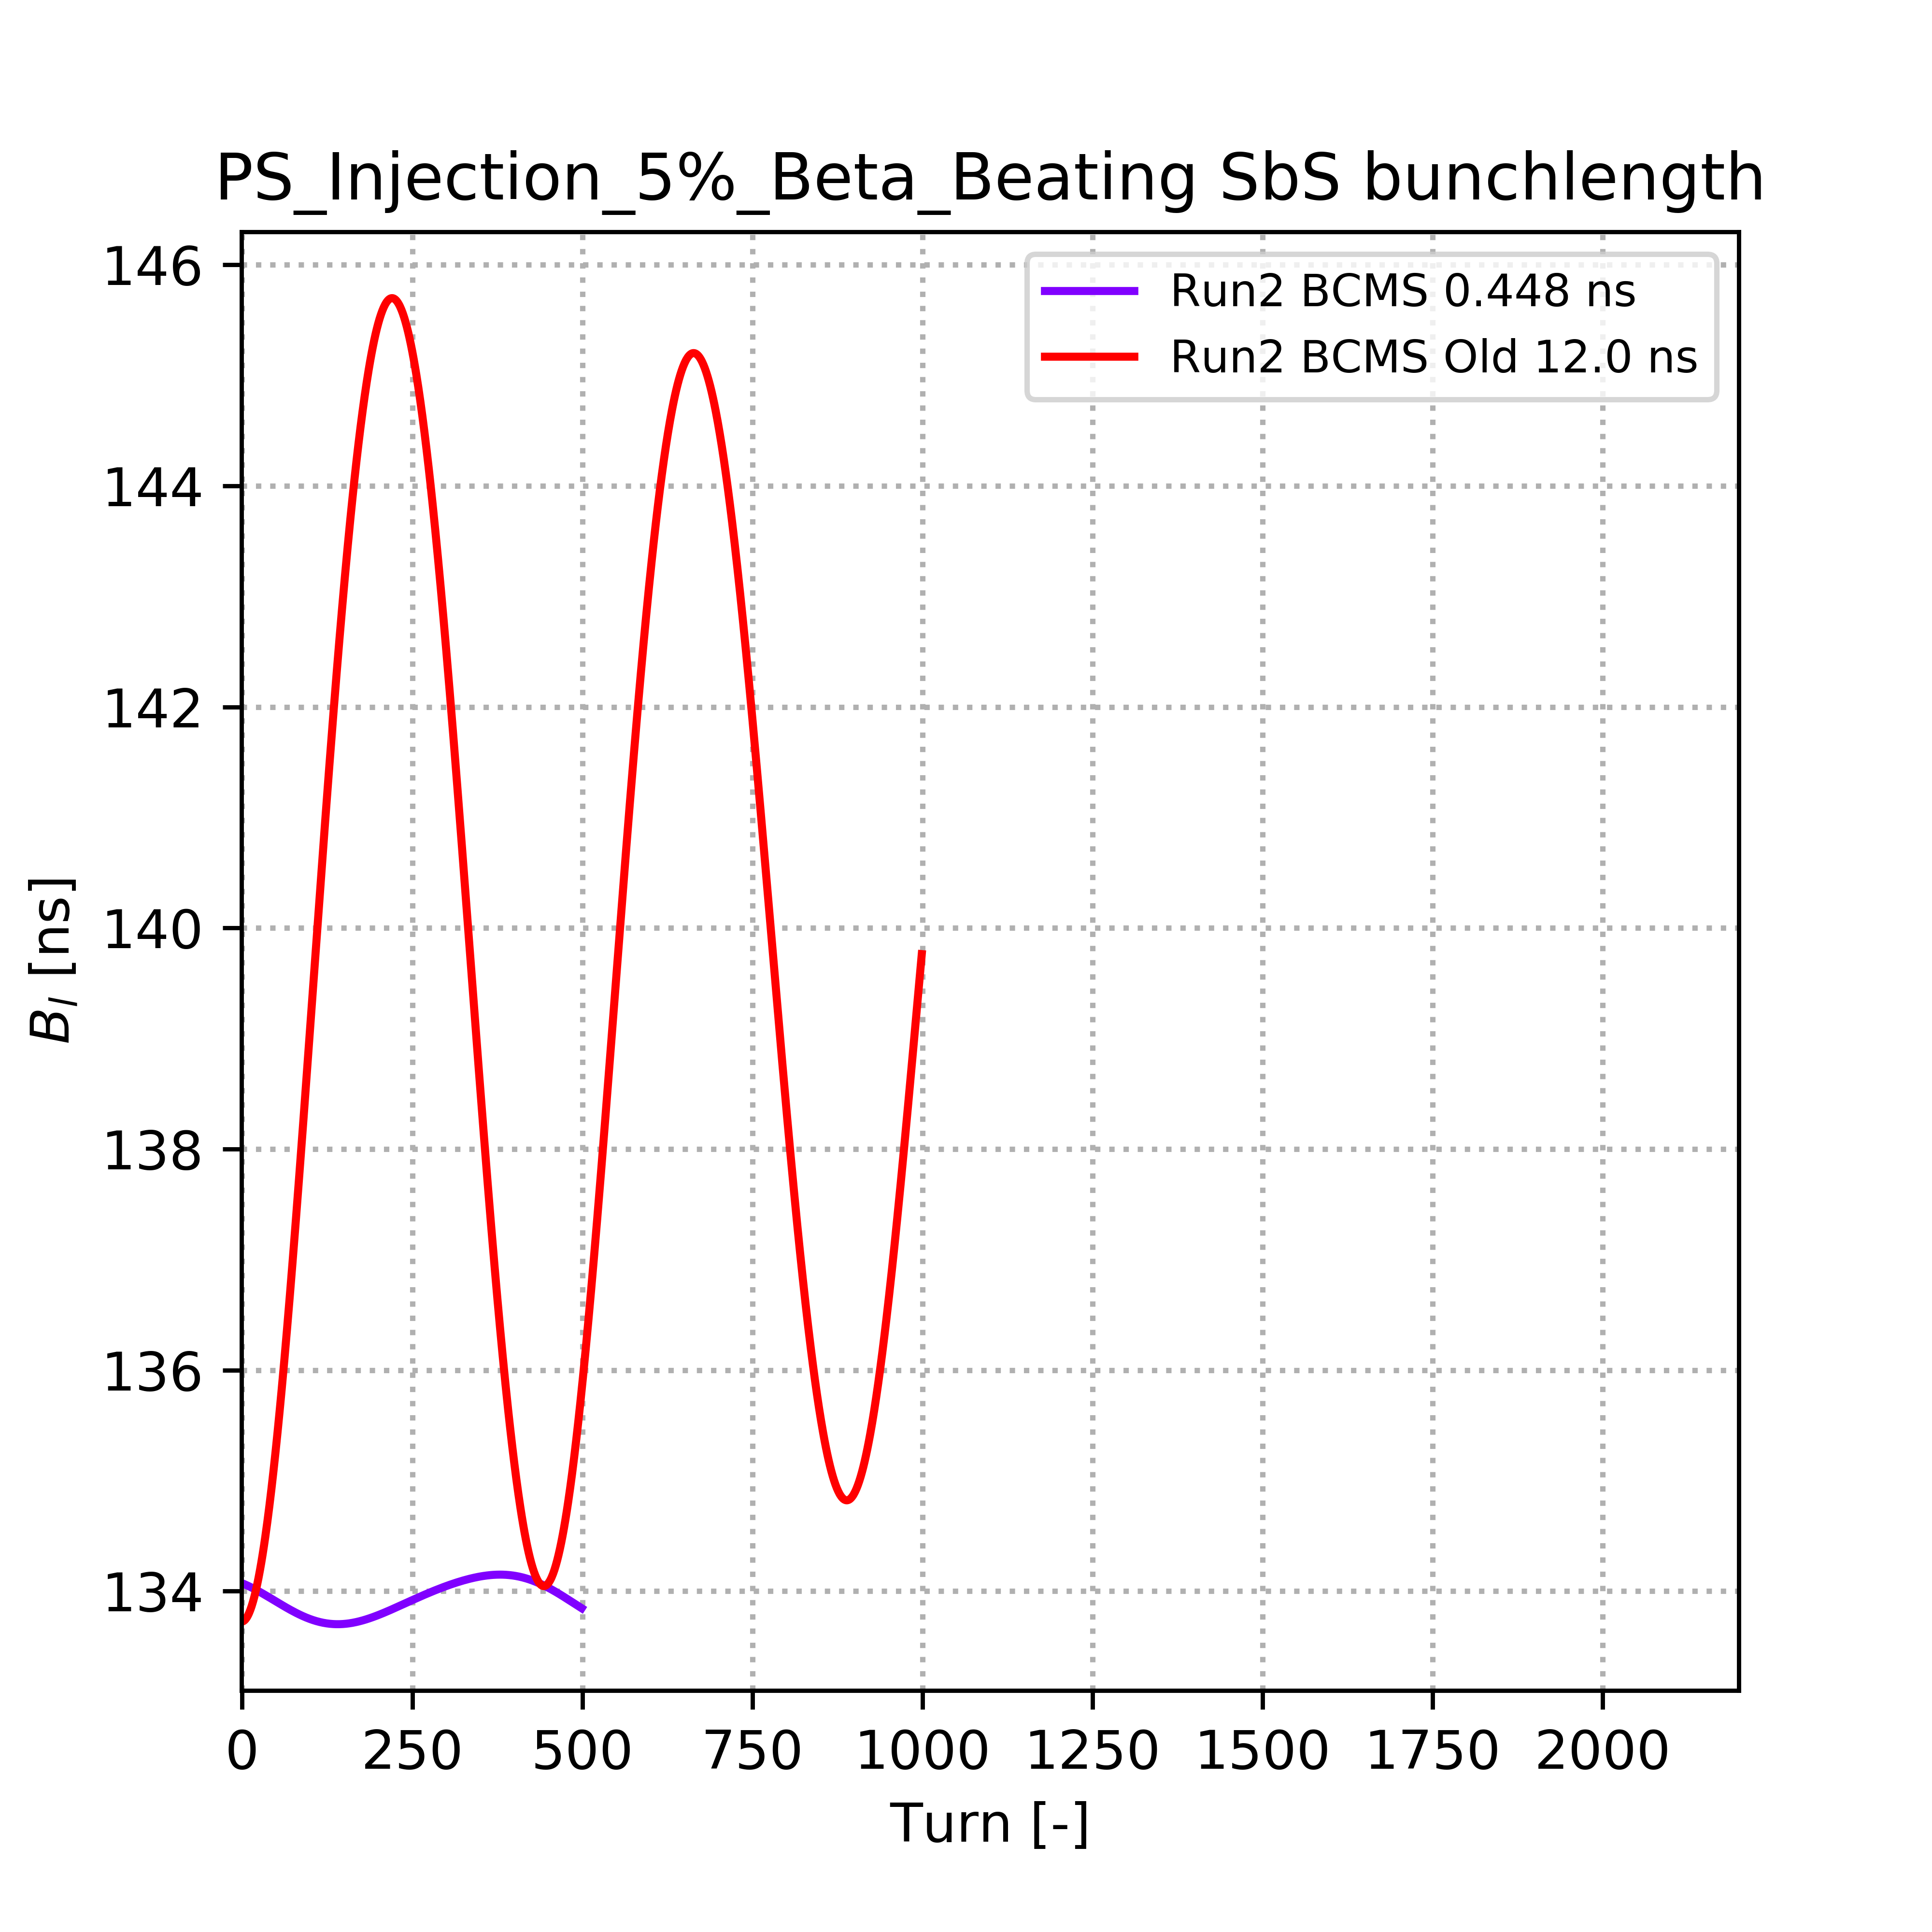 PS_Injection_5%_Beta_Beating SbS bunchlength
Run2 BCMS 0.448 ns
Run2 BCMS Old 12.0 ns
146
144
142
140
138
136
134
B_l [ns]
0 250 500 750 1000 1250 1500 1750 2000
Turn [-]